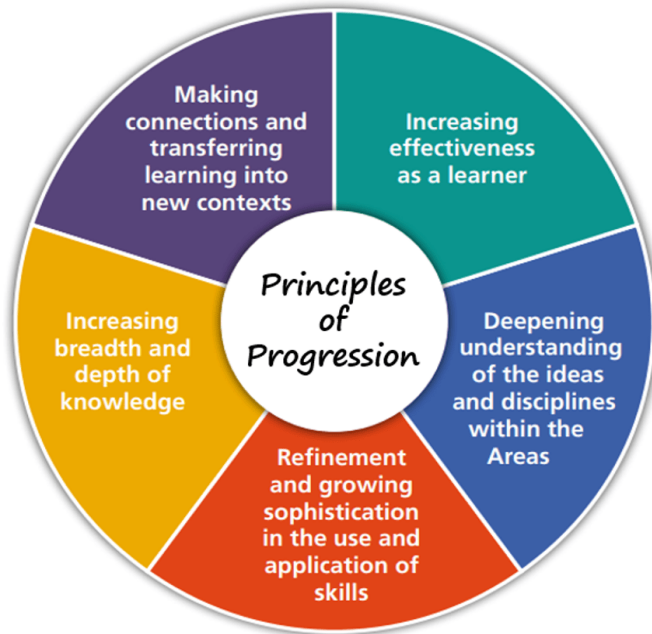 Principles
of
Progression
Increasing
effectiveness
as a learner
Deepening
understanding
of the ideas
and disciplines
within the
Areas
Refinement
and growing
sophistication
in the use and
application of
skills
Increasing
breadth and
depth of
knowledge
Making
connections and
transferring
learning into
new contexts